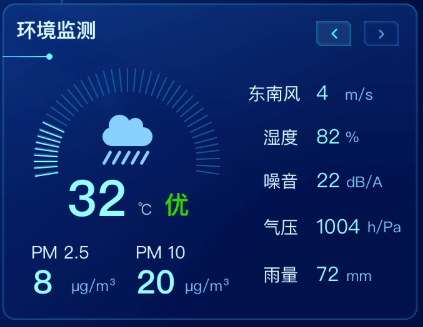 环境监测
东南风 4 m/s
湿度 82 %
噪音 22 dB/A
气压 1004 h/Pa
雨量 72 mm
32 ℃ 优
PM 2.5 PM 10
8 μg/m³ 20 μg/m³